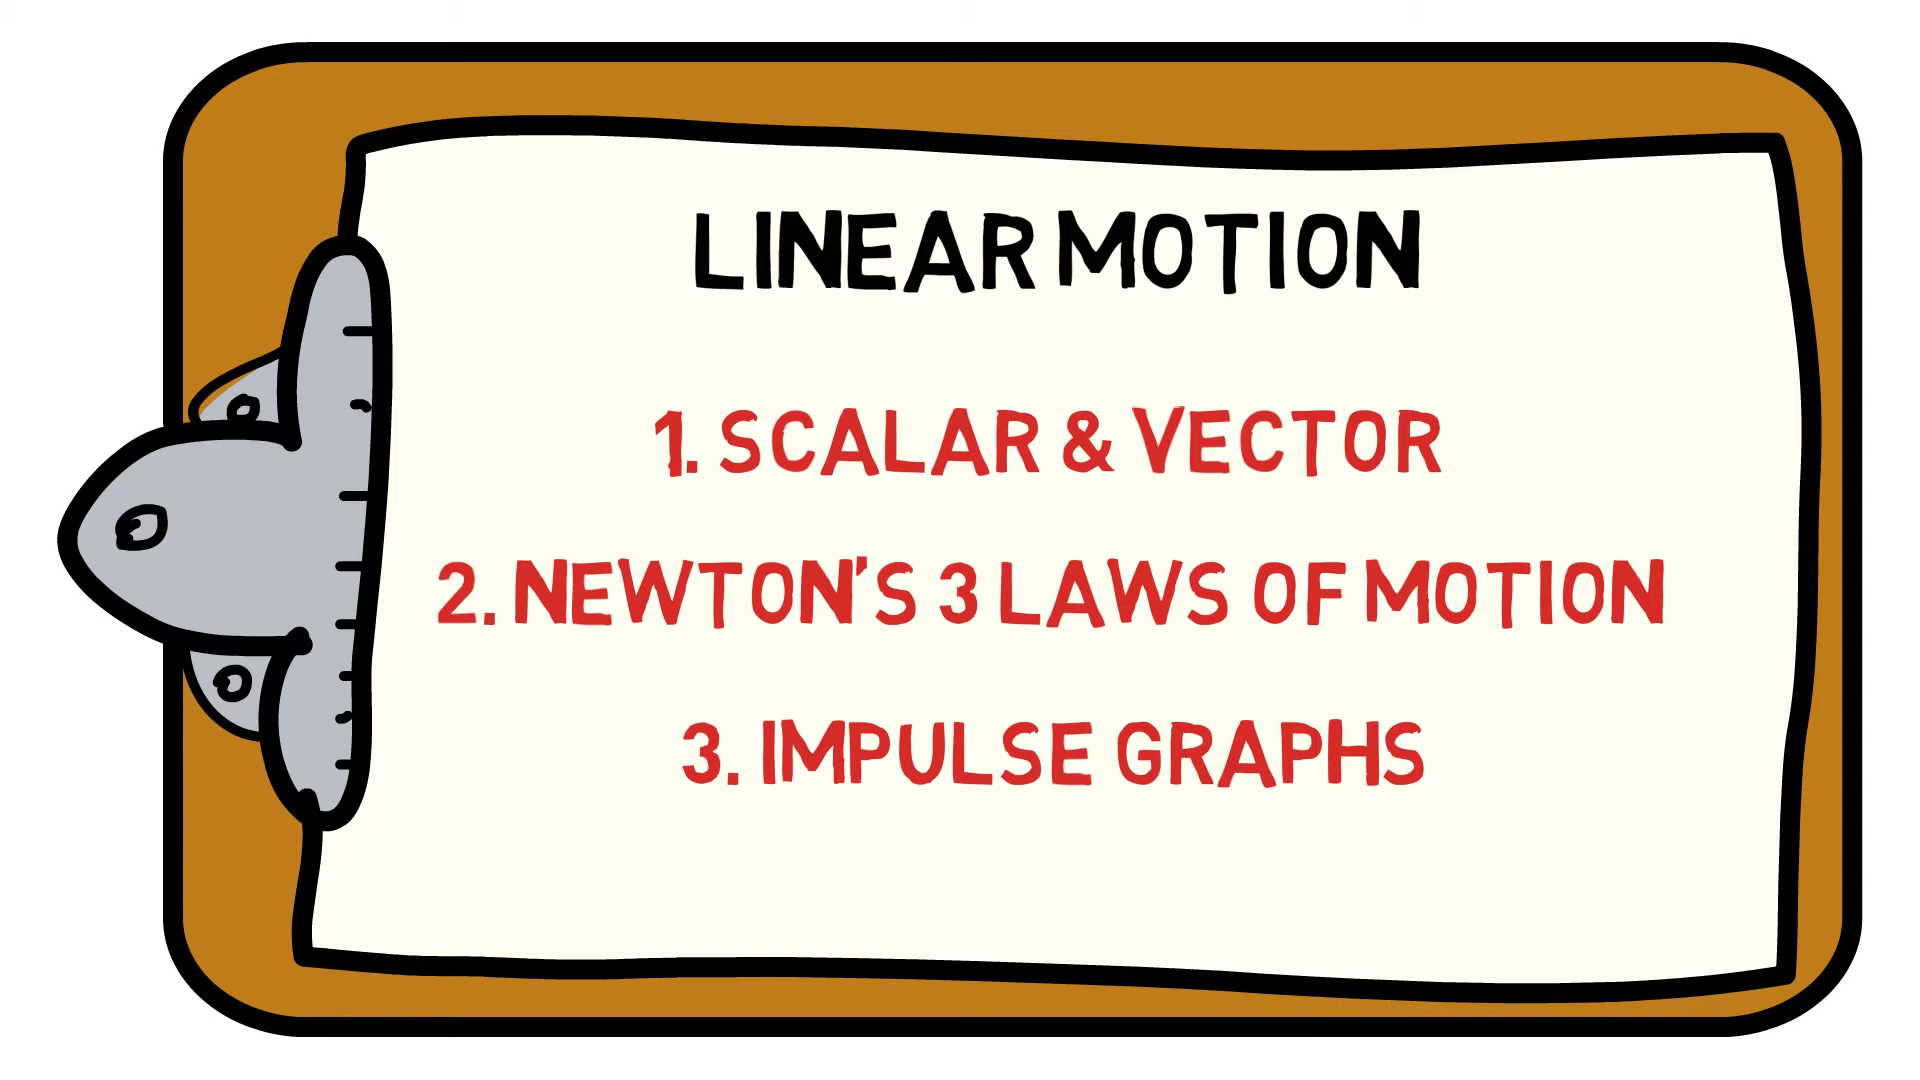 LINEAR MOTION
1. SCALAR & VECTOR
2. NEWTON'S 3 LAWS OF MOTION
3. IMPULSE GRAPHS